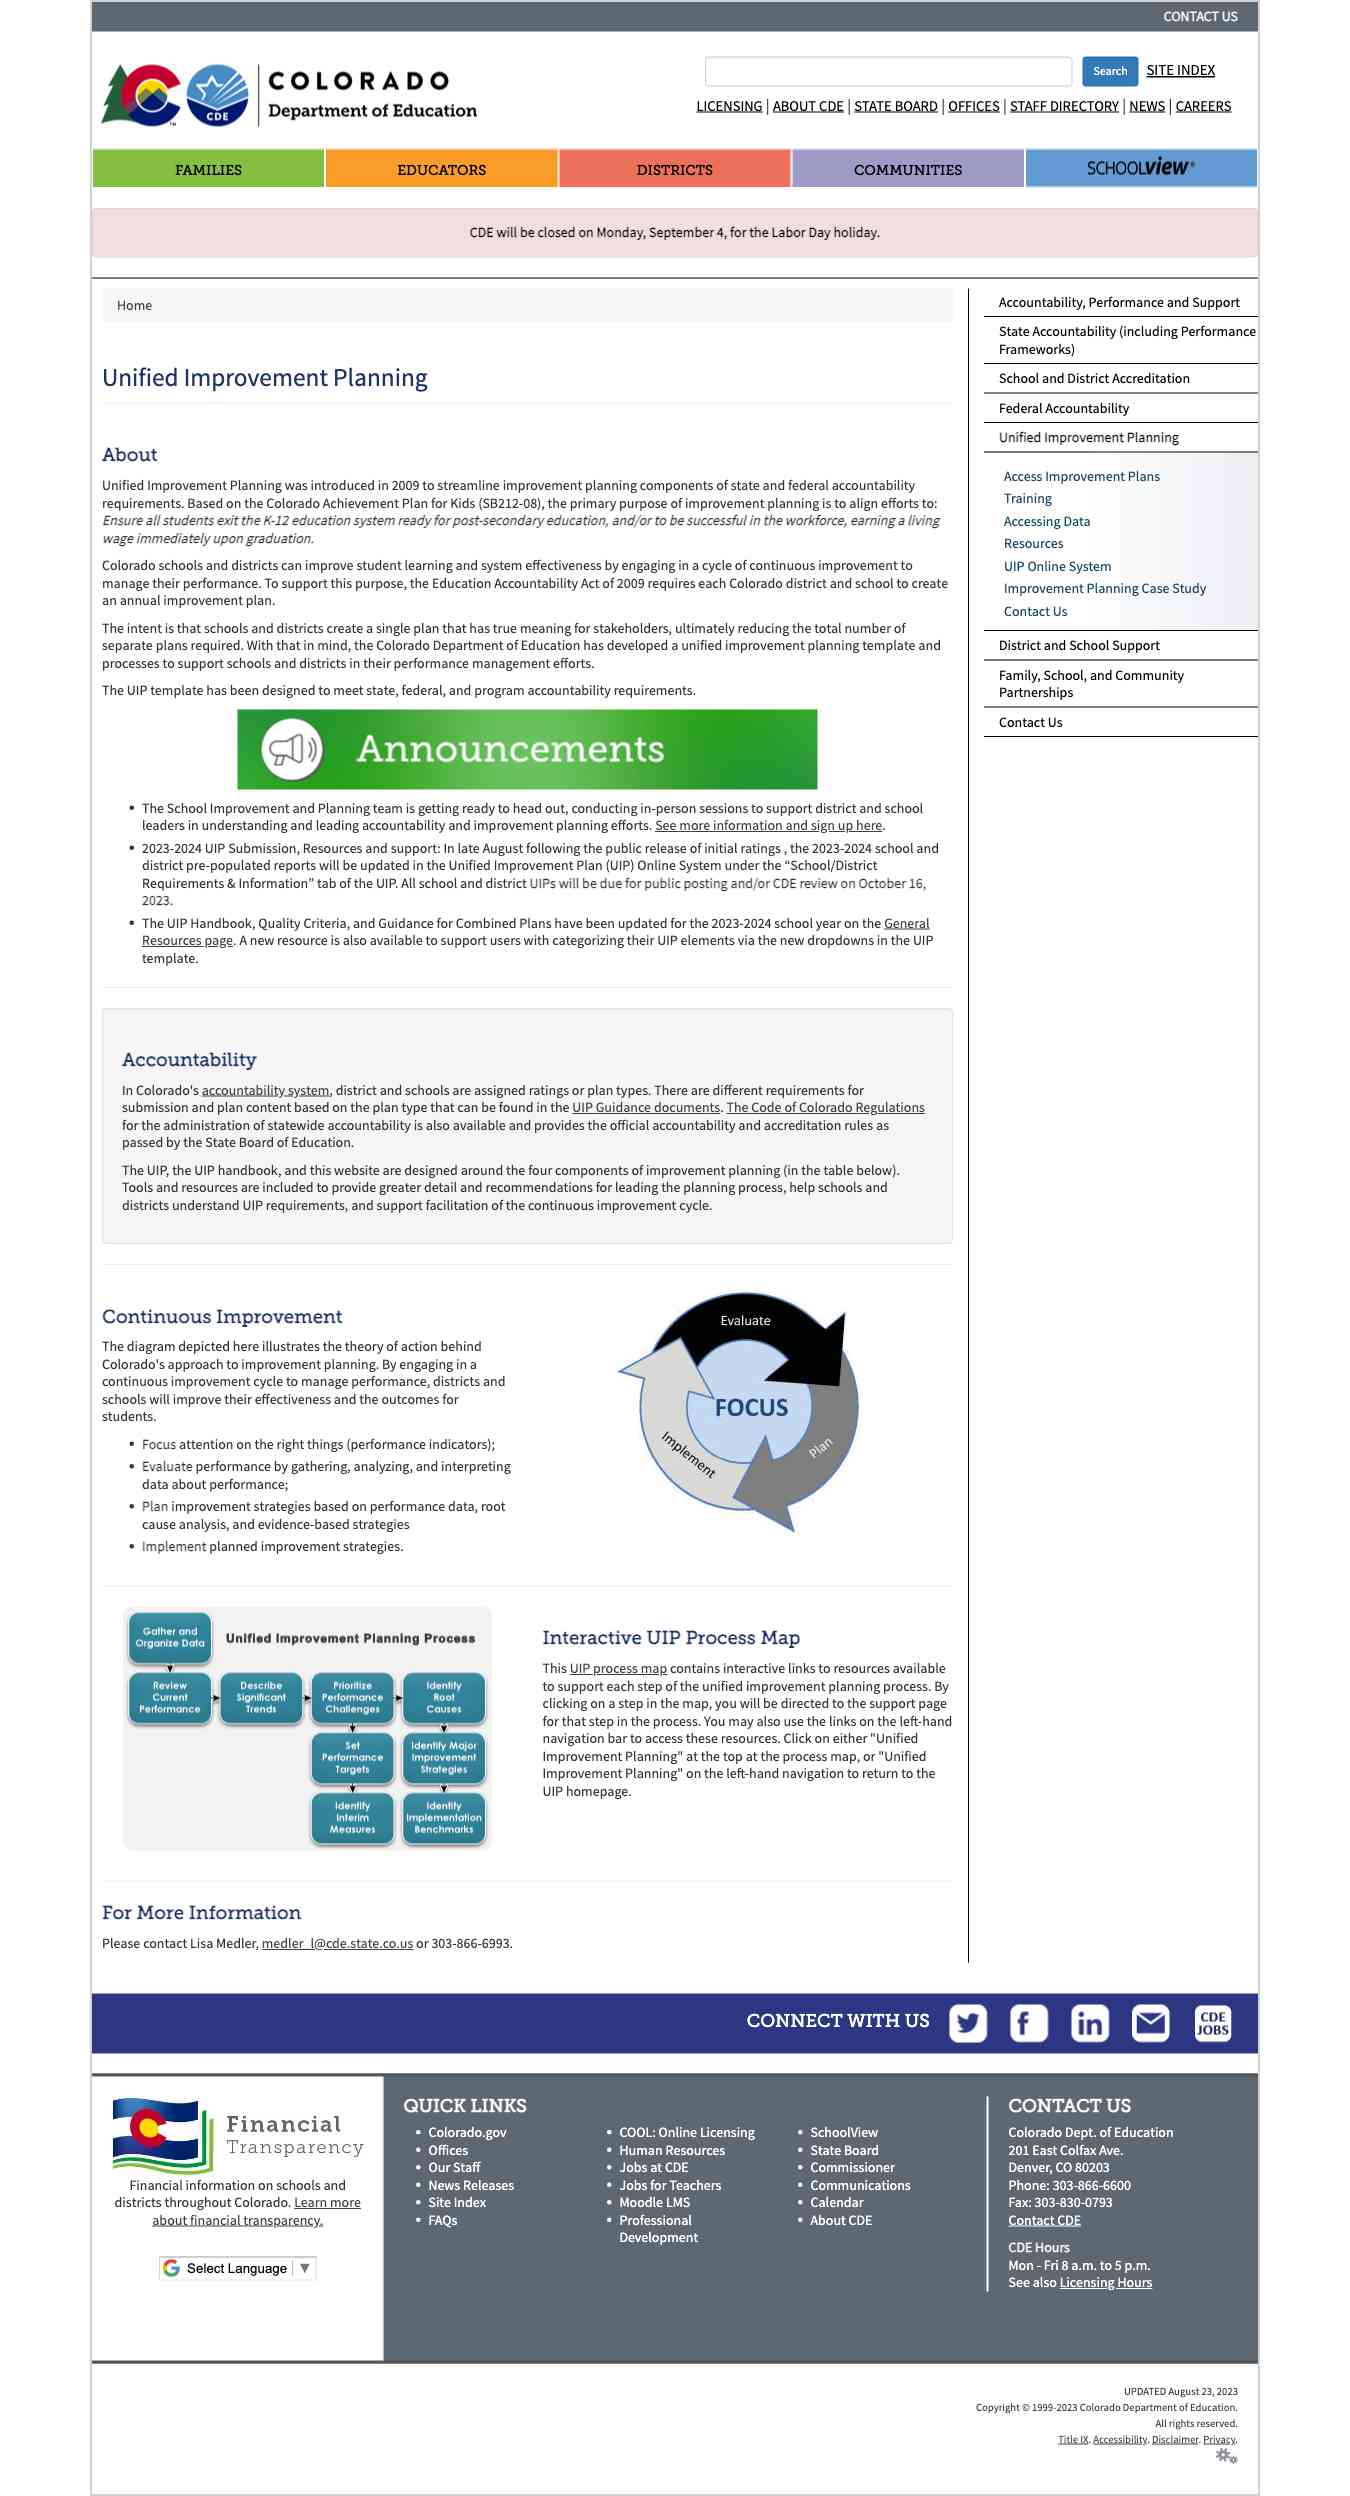 CONTACT US
COLORADO
Department of Education
CDE
TM
Search
SITE INDEX
LICENSING | ABOUT CDE | STATE BOARD | OFFICES | STAFF DIRECTORY | NEWS | CAREERS
FAMILIES
EDUCATORS
DISTRICTS
COMMUNITIES
SCHOOLview®
CDE will be closed on Monday, September 4, for the Labor Day holiday.
Home
Unified Improvement Planning
About
Unified Improvement Planning was introduced in 2009 to streamline improvement planning components of state and federal accountability
requirements. Based on the Colorado Achievement Plan for Kids (SB212-08), the primary purpose of improvement planning is to align efforts to:
Ensure all students exit the K-12 education system ready for post-secondary education, and/or to be successful in the workforce, earning a living
wage immediately upon graduation.
Colorado schools and districts can improve student learning and system effectiveness by engaging in a cycle of continuous improvement to
manage their performance. To support this purpose, the Education Accountability Act of 2009 requires each Colorado district and school to create
an annual improvement plan.
The intent is that schools and districts create a single plan that has true meaning for stakeholders, ultimately reducing the total number of
separate plans required. With that in mind, the Colorado Department of Education has developed a unified improvement planning template and
processes to support schools and districts in their performance management efforts.
The UIP template has been designed to meet state, federal, and program accountability requirements.
Announcements
• The School Improvement and Planning team is getting ready to head out, conducting in-person sessions to support district and school
leaders in understanding and leading accountability and improvement planning efforts. See more information and sign up here.
• 2023-2024 UIP Submission, Resources and support: In late August following the public release of initial ratings , the 2023-2024 school and
district pre-populated reports will be updated in the Unified Improvement Plan (UIP) Online System under the “School/District
Requirements & Information” tab of the UIP. All school and district UIPs will be due for public posting and/or CDE review on October 16,
2023.
• The UIP Handbook, Quality Criteria, and Guidance for Combined Plans have been updated for the 2023-2024 school year on the General
Resources page. A new resource is also available to support users with categorizing their UIP elements via the new dropdowns in the UIP
template.
Accountability
In Colorado's accountability system, district and schools are assigned ratings or plan types. There are different requirements for
submission and plan content based on the plan type that can be found in the UIP Guidance documents. The Code of Colorado Regulations
for the administration of statewide accountability is also available and provides the official accountability and accreditation rules as
passed by the State Board of Education.
The UIP, the UIP handbook, and this website are designed around the four components of improvement planning (in the table below).
Tools and resources are included to provide greater detail and recommendations for leading the planning process, help schools and
districts understand UIP requirements, and support facilitation of the continuous improvement cycle.
Continuous Improvement
The diagram depicted here illustrates the theory of action behind
Colorado's approach to improvement planning. By engaging in a
continuous improvement cycle to manage performance, districts and
schools will improve their effectiveness and the outcomes for
students.
• Focus attention on the right things (performance indicators);
• Evaluate performance by gathering, analyzing, and interpreting
data about performance;
• Plan improvement strategies based on performance data, root
cause analysis, and evidence-based strategies
• Implement planned improvement strategies.
Evaluate
FOCUS
Plan
Implement
Unified Improvement Planning Process
Gather and
Organize Data
Review
Current
Performance
Describe
Significant
Trends
Prioritize
Performance
Challenges
Identify
Root
Causes
Set
Performance
Targets
Identify Major
Improvement
Strategies
Identify
Interim
Measures
Identify
Implementation
Benchmarks
Interactive UIP Process Map
This UIP process map contains interactive links to resources available
to support each step of the unified improvement planning process. By
clicking on a step in the map, you will be directed to the support page
for that step in the process. You may also use the links on the left-hand
navigation bar to access these resources. Click on either "Unified
Improvement Planning" at the top at the process map, or "Unified
Improvement Planning" on the left-hand navigation to return to the
UIP homepage.
For More Information
Please contact Lisa Medler, medler_l@cde.state.co.us or 303-866-6993.
Accountability, Performance and Support
State Accountability (including Performance
Frameworks)
School and District Accreditation
Federal Accountability
Unified Improvement Planning
Access Improvement Plans
Training
Accessing Data
Resources
UIP Online System
Improvement Planning Case Study
Contact Us
District and School Support
Family, School, and Community
Partnerships
Contact Us
CONNECT WITH US
CDE
JOBS
Financial
Transparency
Financial information on schools and
districts throughout Colorado. Learn more
about financial transparency.
Select Language ▼
QUICK LINKS
• Colorado.gov
• Offices
• Our Staff
• News Releases
• Site Index
• FAQs
• COOL: Online Licensing
• Human Resources
• Jobs at CDE
• Jobs for Teachers
• Moodle LMS
• Professional
Development
• SchoolView
• State Board
• Commissioner
• Communications
• Calendar
• About CDE
CONTACT US
Colorado Dept. of Education
201 East Colfax Ave.
Denver, CO 80203
Phone: 303-866-6600
Fax: 303-830-0793
Contact CDE
CDE Hours
Mon - Fri 8 a.m. to 5 p.m.
See also Licensing Hours
UPDATED August 23, 2023
Copyright © 1999-2023 Colorado Department of Education.
All rights reserved.
Title IX. Accessibility. Disclaimer. Privacy.